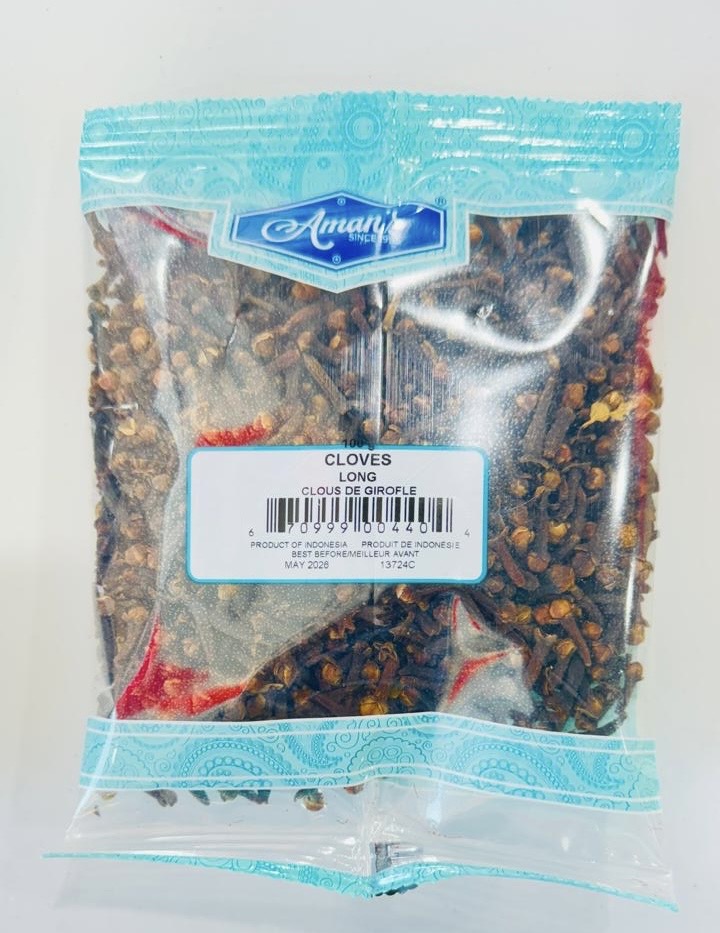 Aman's
SINCE
100 g
CLOVES
LONG
CLOUS DE GIROFLE
6 70999 00440 4
PRODUCT OF INDONESIA PRODUIT DE INDONESIE
BEST BEFORE/MEILLEUR AVANT
MAY 2026 13724C